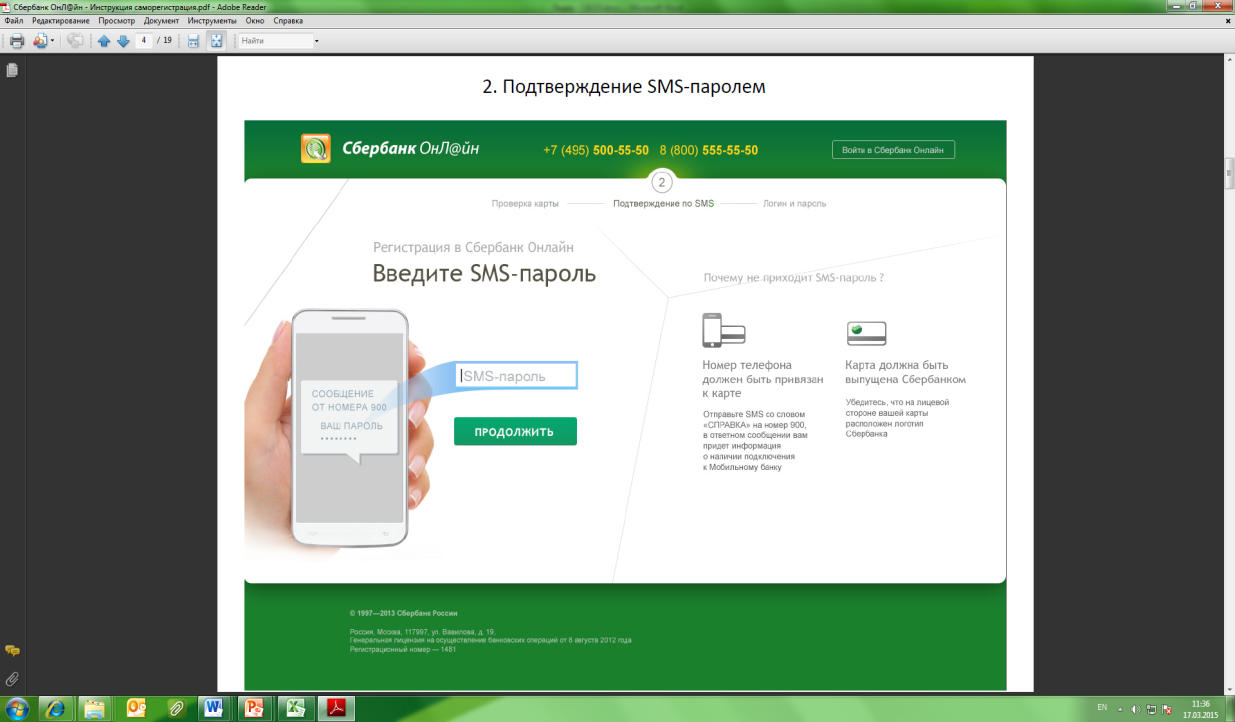 Сбербанк ОнЛ@йн - Инструкция саморегистрация.pdf - Adobe Reader
Файл Редактирование Просмотр Документ Инструменты Окно Справка
4 / 19 Найти
2. Подтверждение SMS-паролем
Сбербанк ОнЛ@йн +7 (495) 500-55-50 8 (800) 555-55-50 Войти в Сбербанк Онлайн
2
Проверка карты Подтверждение по SMS Логин и пароль
Регистрация в Сбербанк Онлайн
Введите SMS-пароль
SMS-пароль
ПРОДОЛЖИТЬ
СООБЩЕНИЕ
ОТ НОМЕРА 900
ВАШ ПАРОЛЬ
Почему не приходит SMS-пароль ?
Номер телефона
должен быть привязан
к карте
Отправьте SMS со словом
«СПРАВКА» на номер 900,
в ответном сообщении вам
придет информация
о наличии подключения
к Мобильному банку
Карта должна быть
выпущена Сбербанком
Убедитесь, что на лицевой
стороне вашей карты
расположен логотип
Сбербанка
© 1997—2013 Сбербанк России
Россия, Москва, 117997, ул. Вавилова, д. 19,
Генеральная лицензия на осуществление банковских операций от 8 августа 2012 года
Регистрационный номер — 1481
EN 11:36
17.03.2015